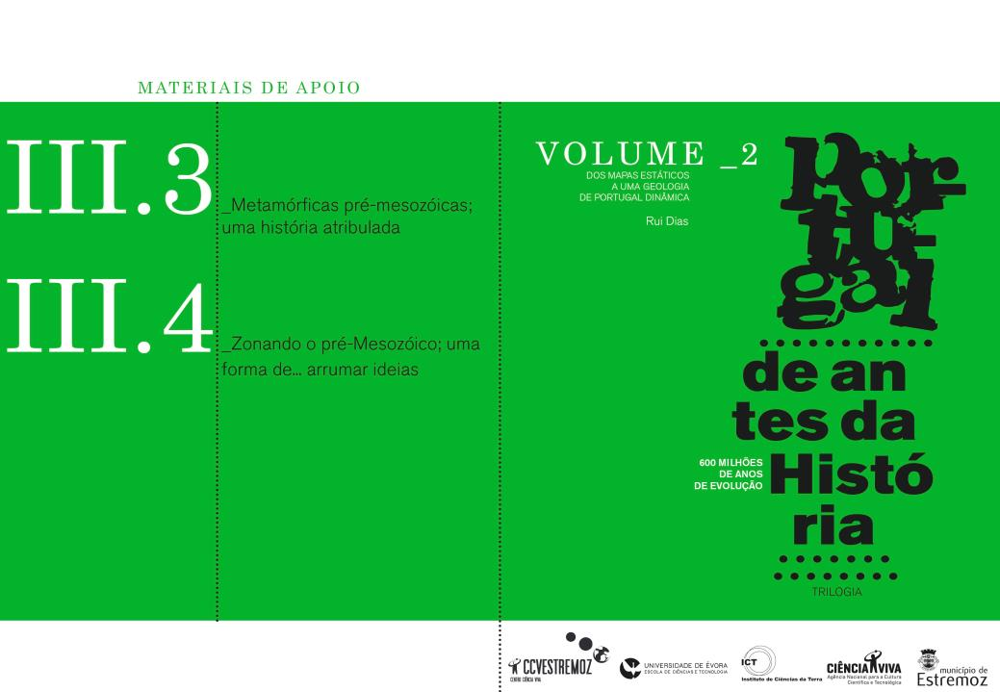 MATERIAIS DE APOIO
III.3
_Metamórficas pré-mesozóicas;
uma história atribulada
III.4
_Zonando o pré-Mesozóico; uma
forma de... arrumar ideias
VOLUME _2
DOS MAPAS ESTÁTICOS
A UMA GEOLOGIA
DE PORTUGAL DINÂMICA
Rui Dias
por
tu
gal
de an
tes da
Histó
ria
600 MILHÕES
DE ANOS
DE EVOLUÇÃO
TRILOGIA
CCVESTREMOZ
CENTRO CIÊNCIA VIVA
UNIVERSIDADE DE ÉVORA
ESCOLA DE CIÊNCIAS E TECNOLOGIA
ICT
Instituto de Ciências da Terra
CIÊNCIA VIVA
Agência Nacional para a Cultura
Científica e Tecnológica
município de
Estremoz